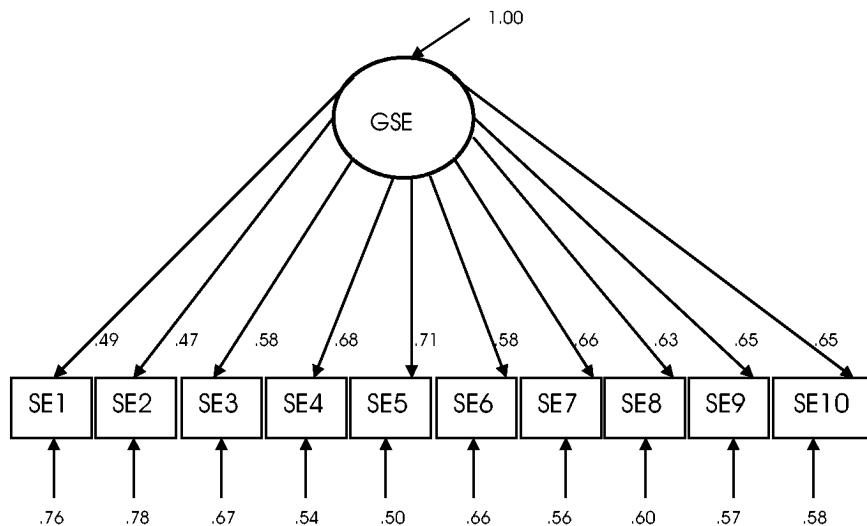 1.00
GSE
.49 .47 .58 .68 .71 .58 .66 .63 .65 .65
SE1 SE2 SE3 SE4 SE5 SE6 SE7 SE8 SE9 SE10
.76 .78 .67 .54 .50 .66 .56 .60 .57 .58